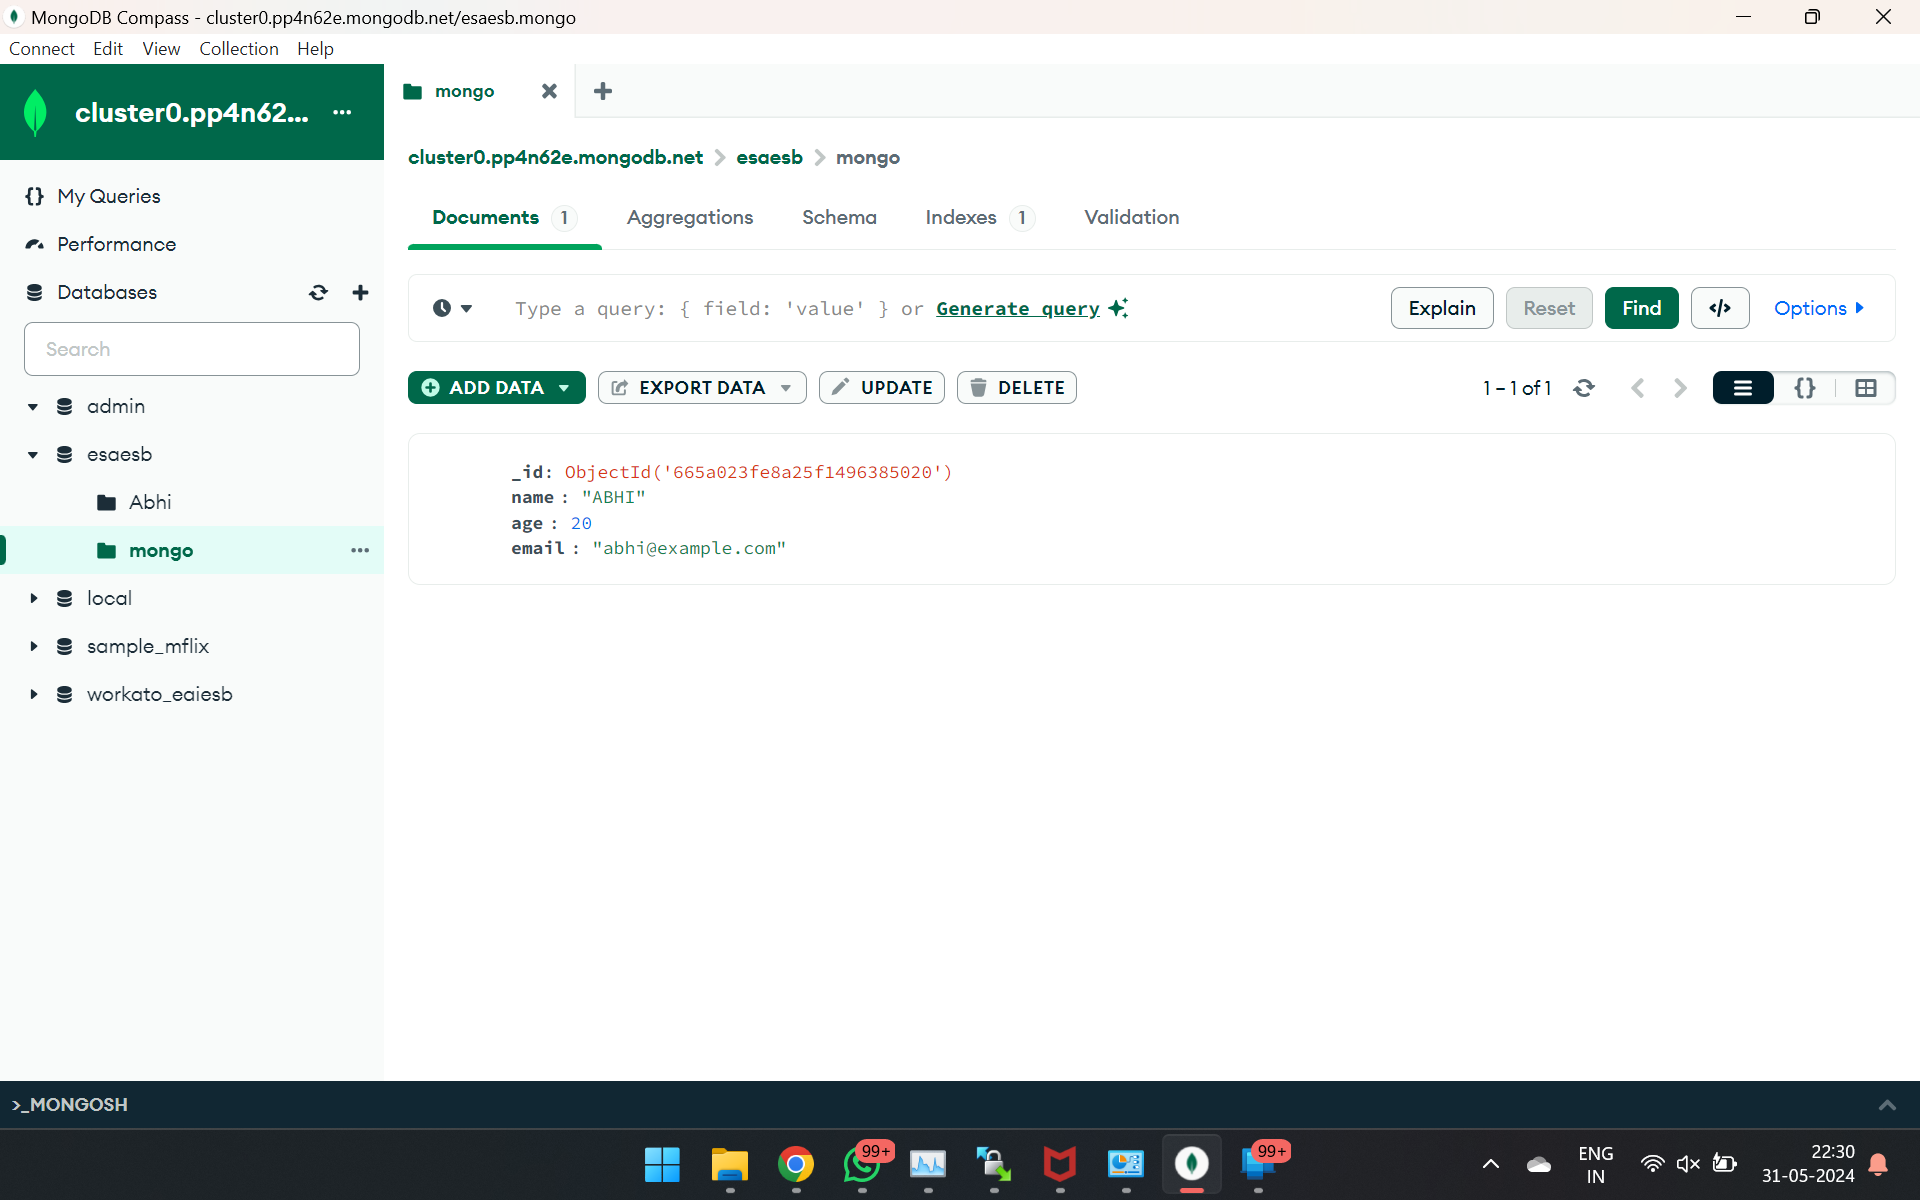 MongoDB Compass - cluster0.pp4n62e.mongodb.net/esaesb.mongo
Connect Edit View Collection Help
cluster0.pp4n62... ...
mongo
cluster0.pp4n62e.mongodb.net > esaesb > mongo
Documents 1 Aggregations Schema Indexes 1 Validation
{} My Queries
Performance
Databases
Search
admin
esaesb
Abhi
mongo ...
local
sample_mflix
workato_eaiesb
Type a query: { field: 'value' } or Generate query
Explain Reset Find </> Options
ADD DATA EXPORT DATA UPDATE DELETE
1 – 1 of 1
{}
_id: ObjectId('665a023fe8a25f1496385020')
name : "ABHI"
age : 20
email : "abhi@example.com"
>_MONGOSH
99+ 99+
ENG
IN
22:30
31-05-2024